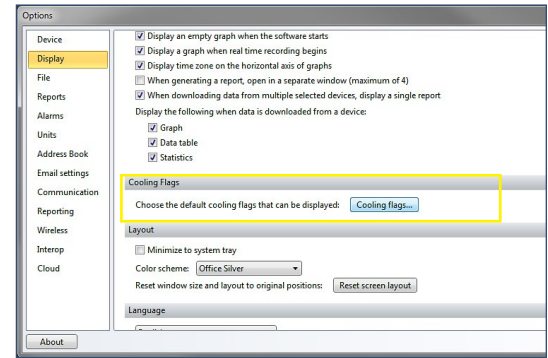 Options
Device
Display
File
Reports
Alarms
Units
Address Book
Email settings
Communication
Reporting
Wireless
Interop
Cloud
Display an empty graph when the software starts
Display a graph when real time recording begins
Display time zone on the horizontal axis of graphs
When generating a report, open in a separate window (maximum of 4)
When downloading data from multiple selected devices, display a single report
Display the following when data is downloaded from a device:
Graph
Data table
Statistics
Cooling Flags
Choose the default cooling flags that can be displayed: Cooling flags...
Layout
Minimize to system tray
Color scheme: Office Silver
Reset window size and layout to original positions: Reset screen layout
Language
About